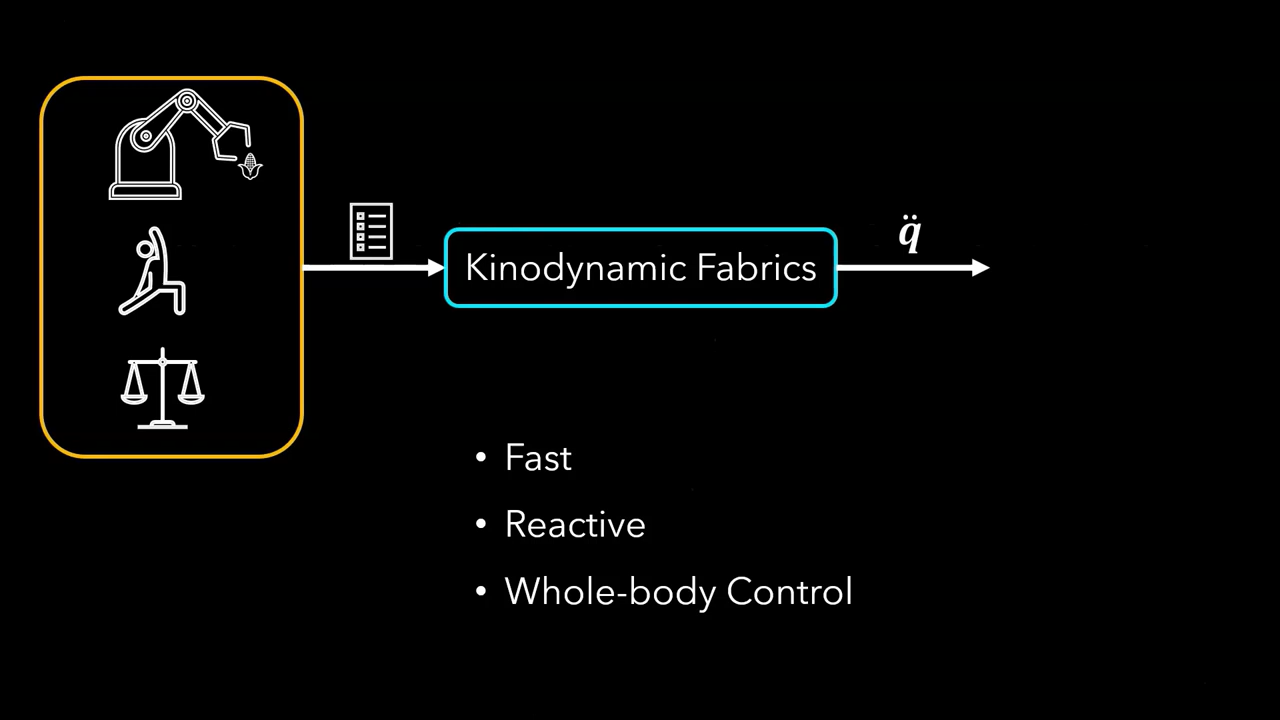 q̈
Kinodynamic Fabrics
• Fast
• Reactive
• Whole-body Control